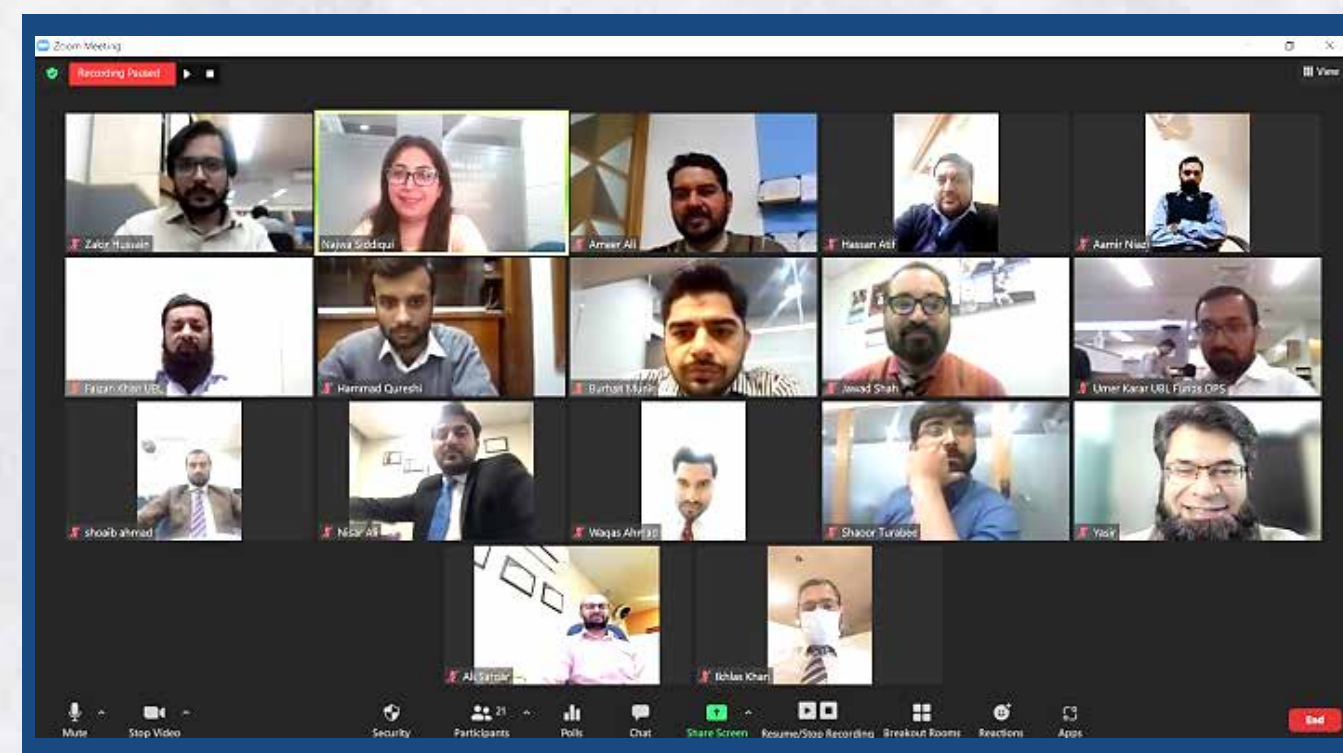 Zoom Meeting
Recording Paused
View
Zakir Hussain
Najwa Siddiqui
Ameer Ali
Hassan Atif
Aamir Niazi
Faizan Khan UBL
Hammad Qureshi
Burhan Munir
Jawad Shah
Umer Karar UBL Funds OPS
shoaib ahmad
Nisar Ali
Waqas Ahmad
Shaoor Turabee
Yasir
Ali Sattar
Ikhlas Khan
21
Mute
Stop Video
Security
Participants
Polls
Chat
Share Screen
Resume/Stop Recording
Breakout Rooms
Reactions
Apps
End